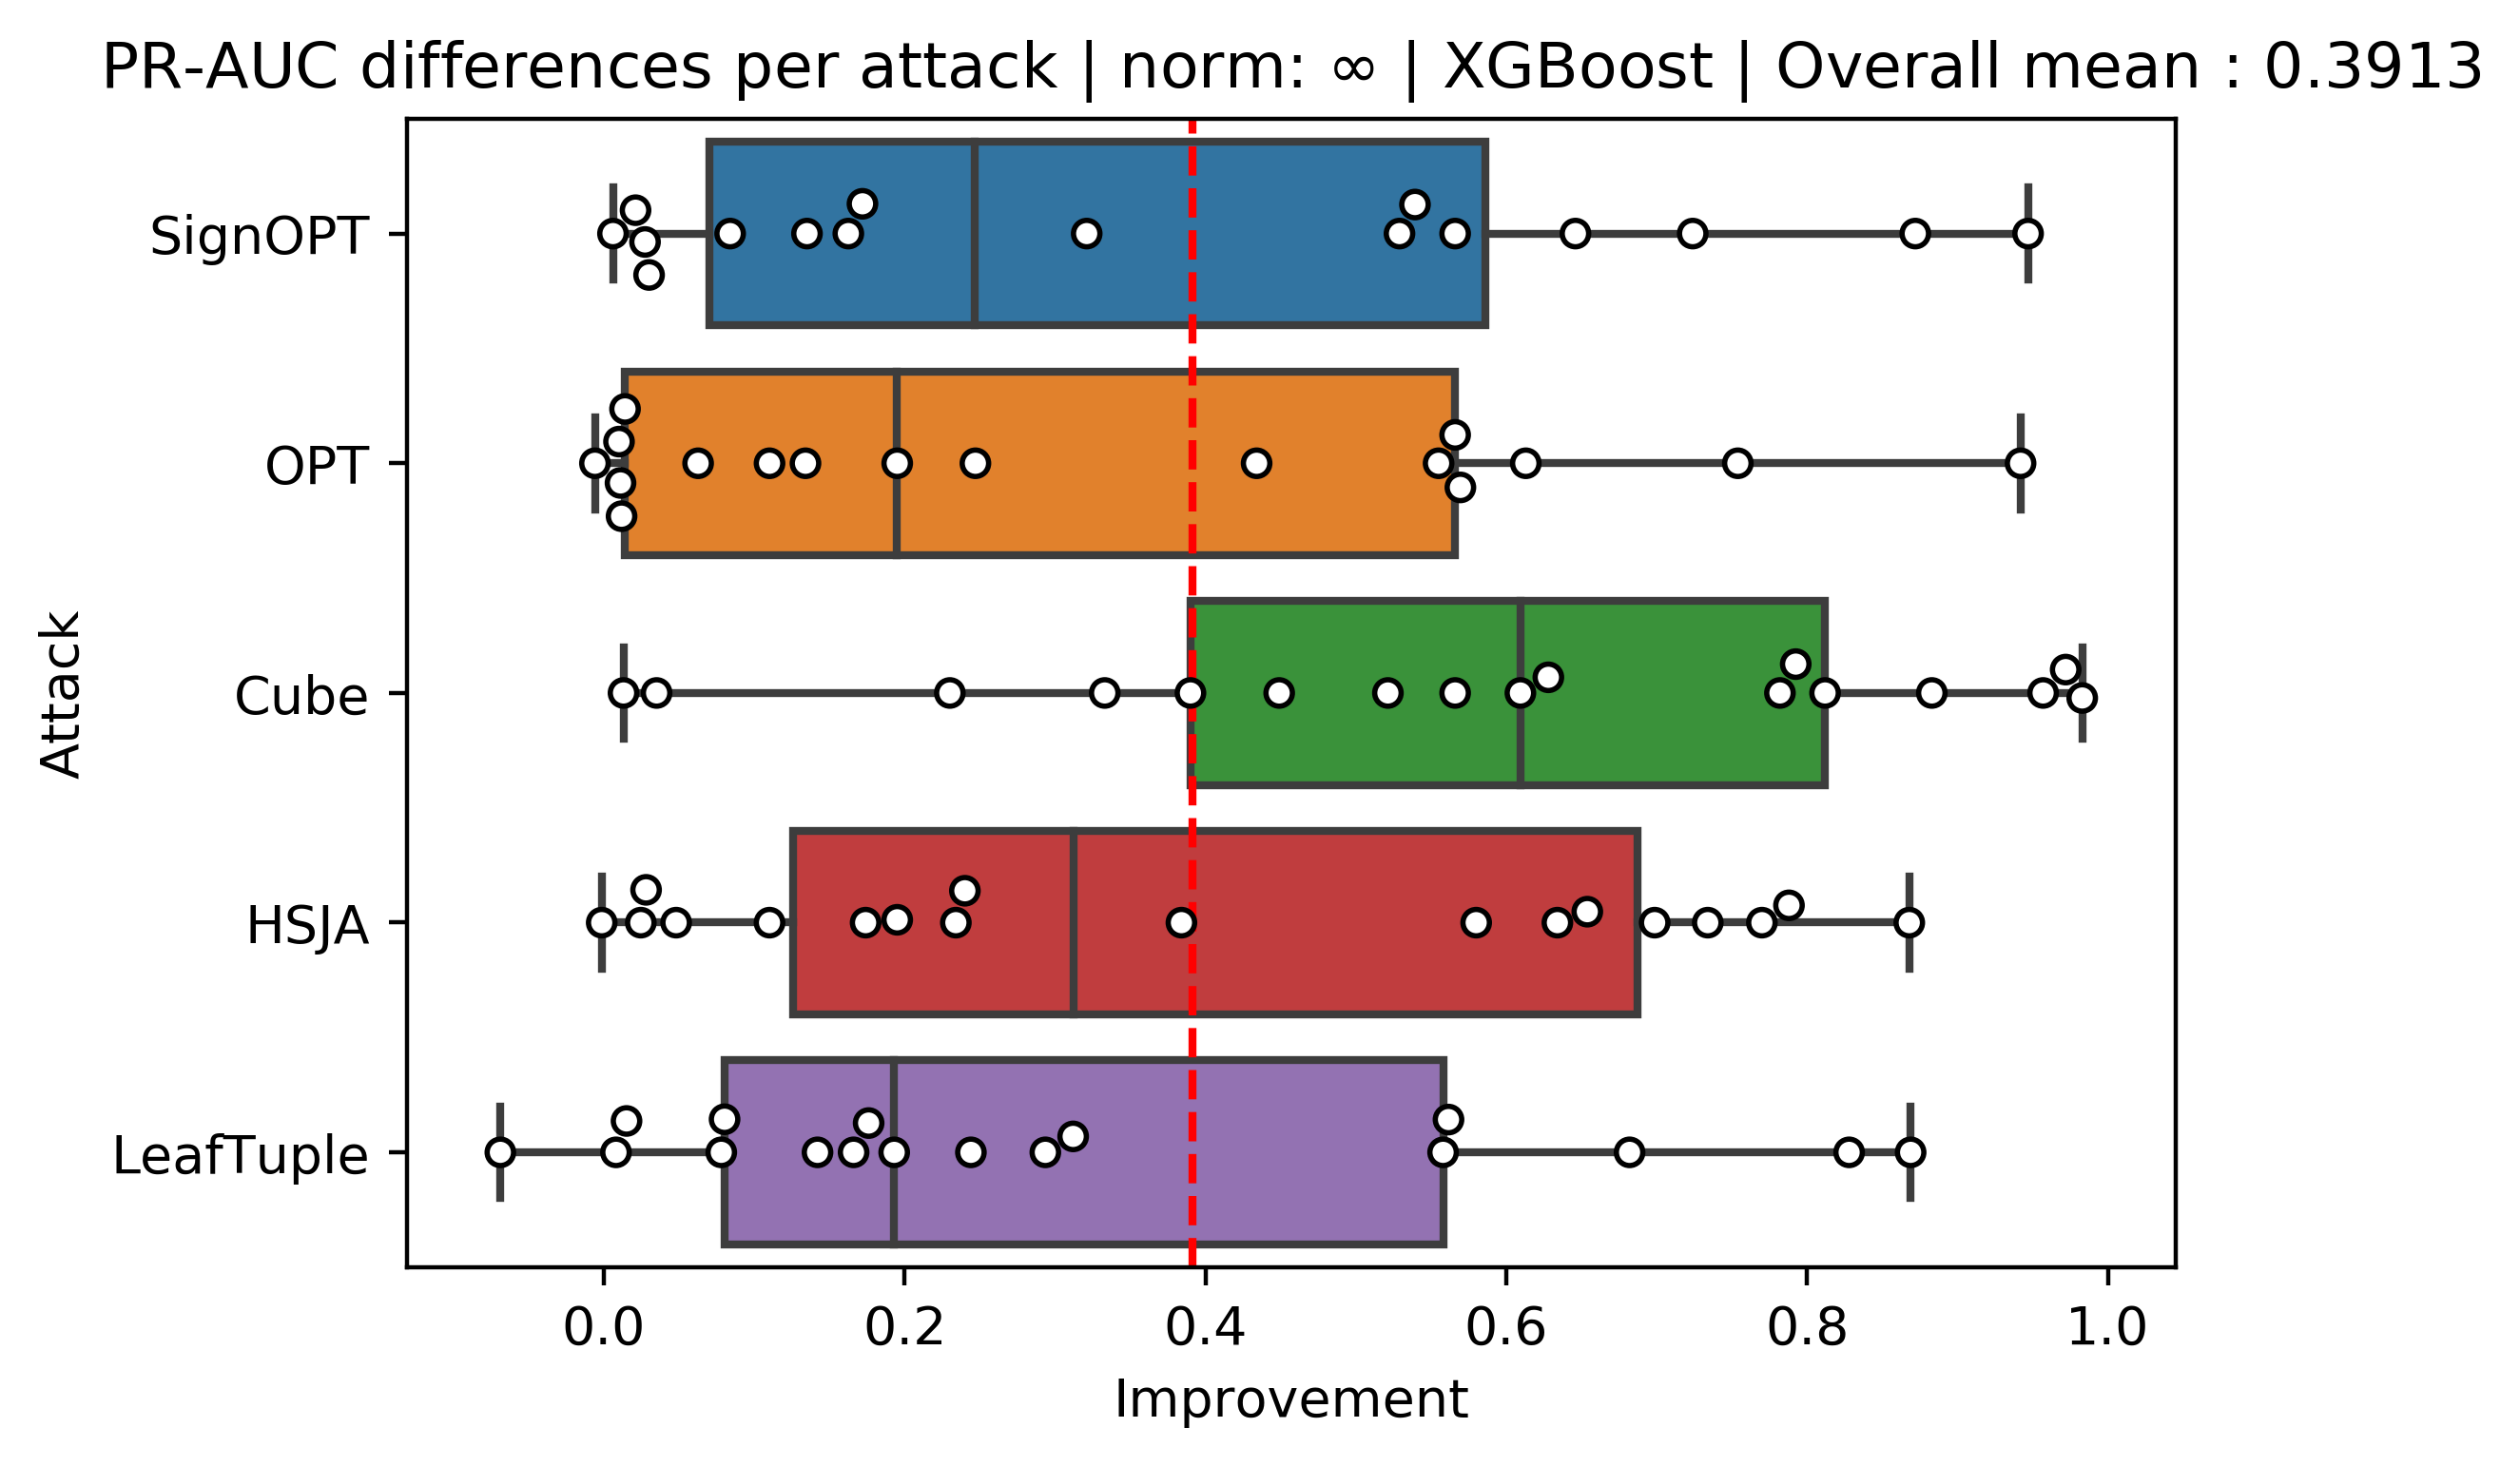 PR-AUC differences per attack | norm: ∞ | XGBoost | Overall mean : 0.3913
SignOPT
OPT
Cube
HSJA
LeafTuple
Attack
0.0 0.2 0.4 0.6 0.8 1.0
Improvement